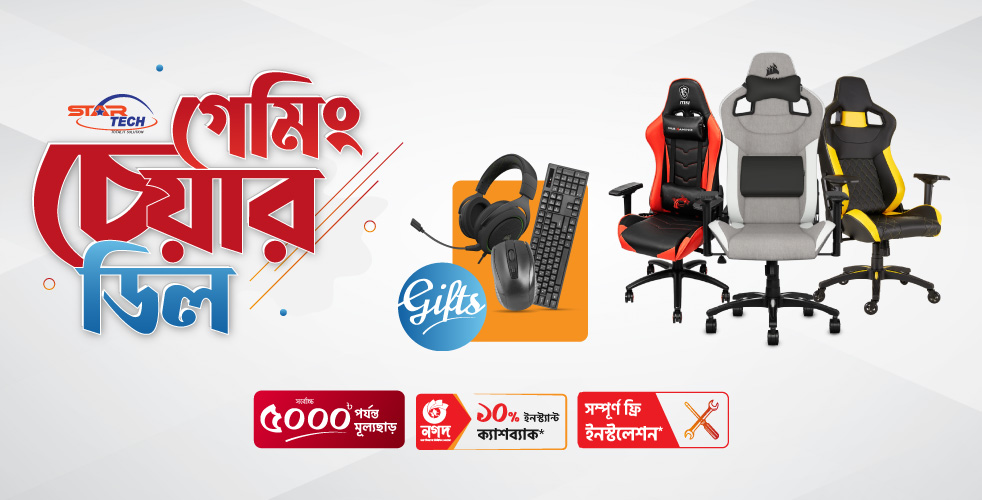 STAR
TECH
গেমিং
চেয়ার
ডিল
Gifts
msi
সর্বোচ্চ
৫০০০৳ পর্যন্ত
মূল্যছাড়
নগদ
১০% ইনস্ট্যান্ট
ক্যাশব্যাক*
সম্পূর্ণ ফ্রি
ইনস্টলেশন*